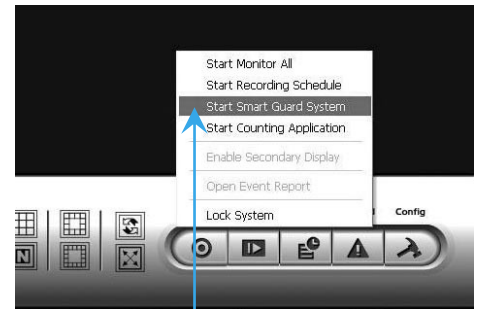 Start Monitor All
Start Recording Schedule
Start Smart Guard System
Start Counting Application
Enable Secondary Display
Open Event Report
Lock System
Config
N